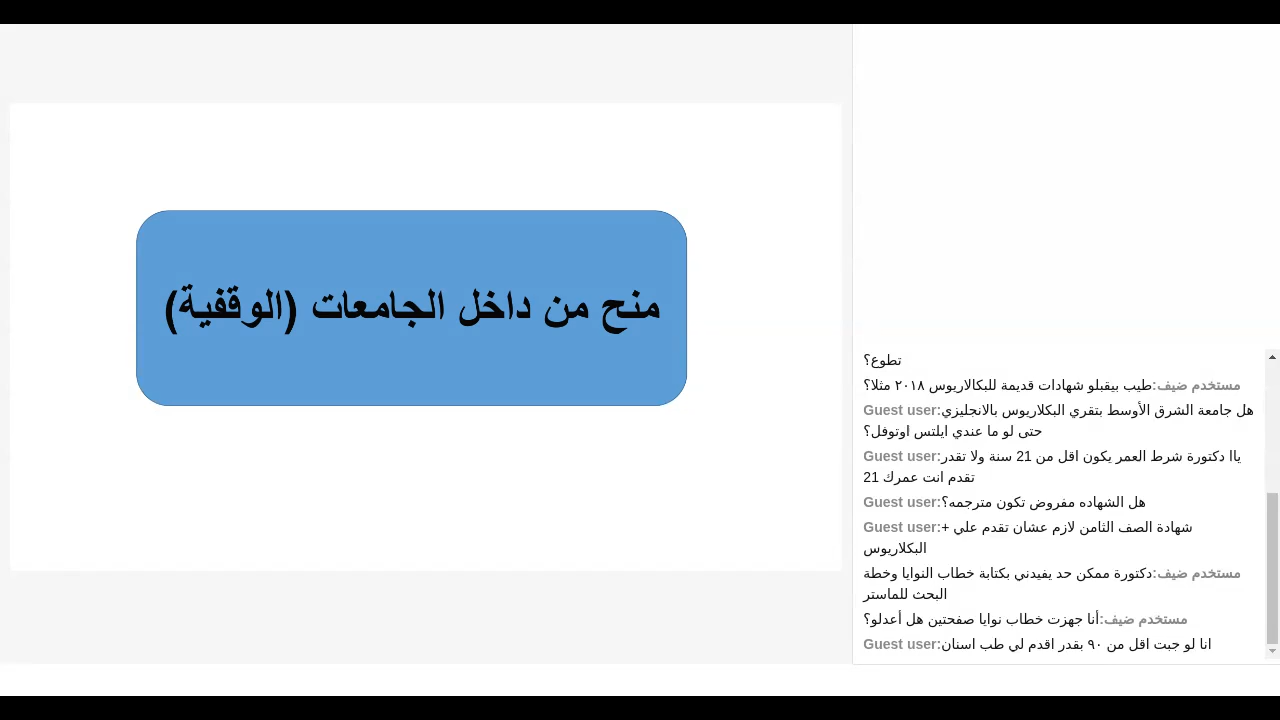 منح من داخل الجامعات (الوقفية)
تطوع؟
مستخدم ضيف:طيب بيقبلو شهادات قديمة للبكالاريوس ٢٠١٨ مثلا؟
Guest user:هل جامعة الشرق الأوسط بتقري البكلاريوس بالانجليزي
حتى لو ما عندي ايلتس اوتوفل؟
Guest user:ياا دكتورة شرط العمر يكون اقل من 21 سنة ولا تقدر
تقدم انت عمرك 21
Guest user:هل الشهاده مفروض تكون مترجمه؟
Guest user:شهادة الصف الثامن لازم عشان تقدم علي +
البكلاريوس
مستخدم ضيف:دكتورة ممكن حد يفيدني بكتابة خطاب النوايا وخطة
البحث للماستر
مستخدم ضيف:أنا جهزت خطاب نوايا صفحتين هل أعدلو؟
Guest user:انا لو جبت اقل من ٩٠ بقدر اقدم لي طب اسنان